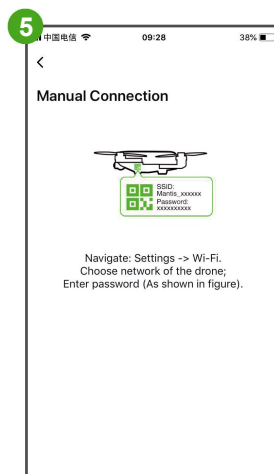 5
中国电信 09:28 38%
Manual Connection
SSID:
Mantis_xxxxxx
Password:
xxxxxxxxxx
Navigate: Settings -> Wi-Fi.
Choose network of the drone;
Enter password (As shown in figure).